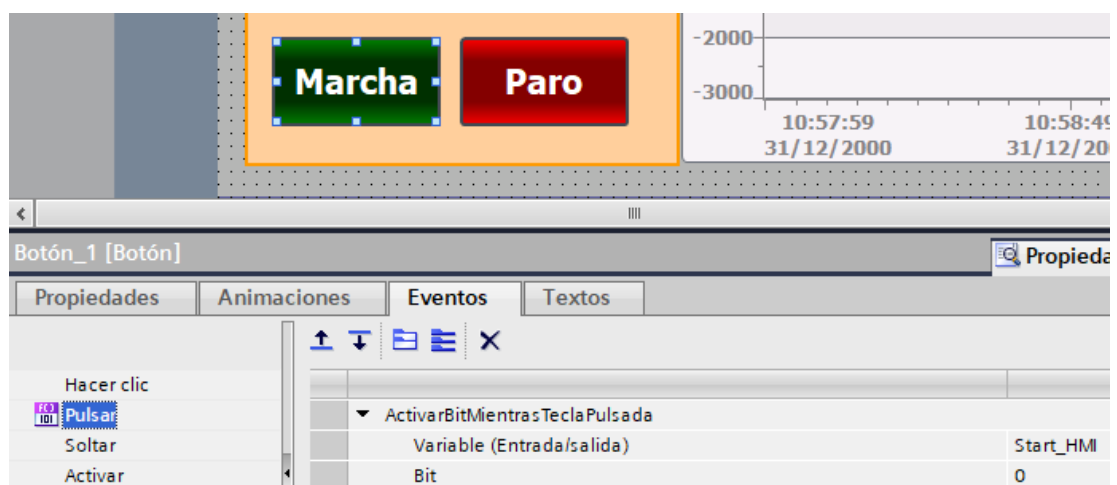 Marcha
Paro
-2000
-3000
10:57:59
31/12/2000
10:58:49
31/12/20
Botón_1 [Botón]
Propieda
Propiedades
Animaciones
Eventos
Textos
Hacer clic
Pulsar
Soltar
Activar
ActivarBitMientrasTeclaPulsada
Variable (Entrada/salida)
Start_HMI
Bit
0